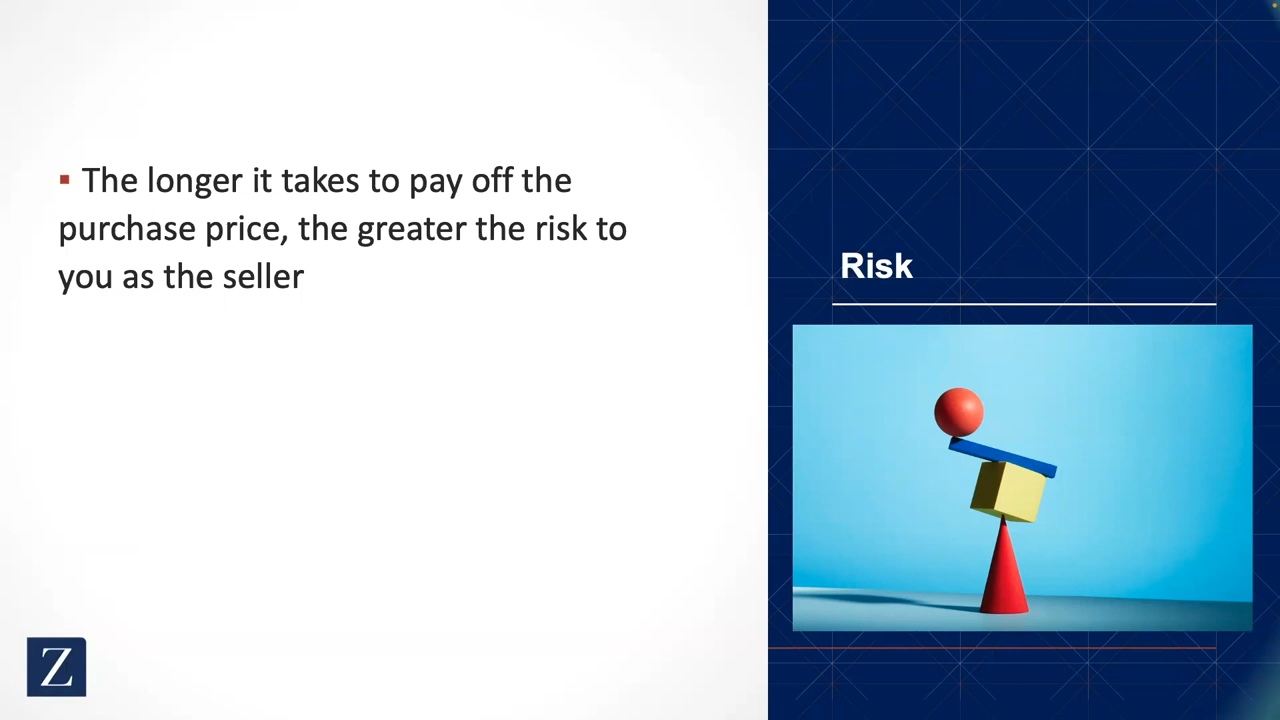 ▪ The longer it takes to pay off the
purchase price, the greater the risk to
you as the seller
Risk
Z